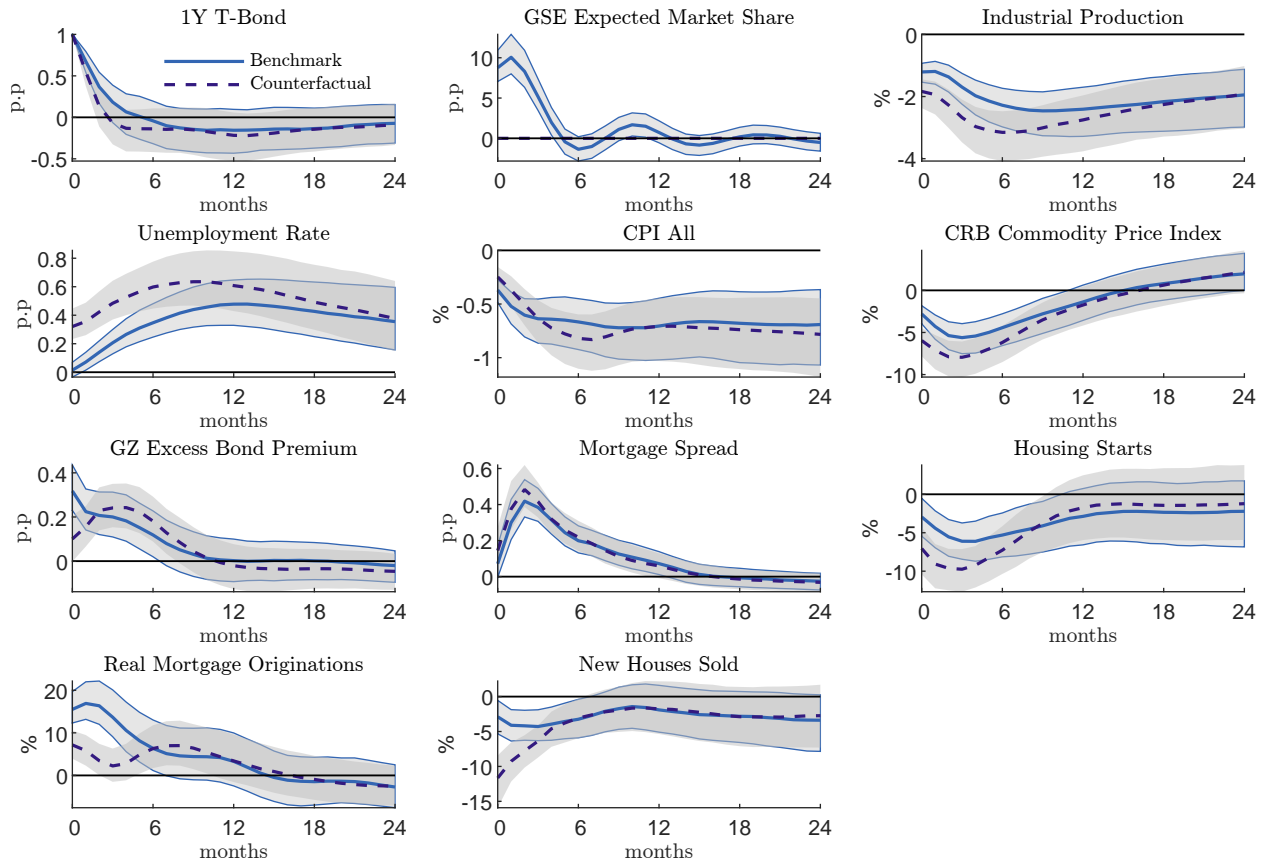 1Y T-Bond
1
0.5
0
-0.5
p.p
Benchmark
Counterfactual
0 6 12 18 24
months
GSE Expected Market Share
10
5
0
p.p
0 6 12 18 24
months
Industrial Production
0
-2
-4
%
0 6 12 18 24
months
Unemployment Rate
0.8
0.6
0.4
0.2
0
p.p
0 6 12 18 24
months
CPI All
0
-0.5
-1
%
0 6 12 18 24
months
CRB Commodity Price Index
0
-5
-10
%
0 6 12 18 24
months
GZ Excess Bond Premium
0.4
0.2
0
p.p
0 6 12 18 24
months
Mortgage Spread
0.6
0.4
0.2
0
p.p
0 6 12 18 24
months
Housing Starts
0
-5
-10
%
0 6 12 18 24
months
Real Mortgage Originations
20
10
0
%
0 6 12 18 24
months
New Houses Sold
0
-5
-10
-15
%
0 6 12 18 24
months